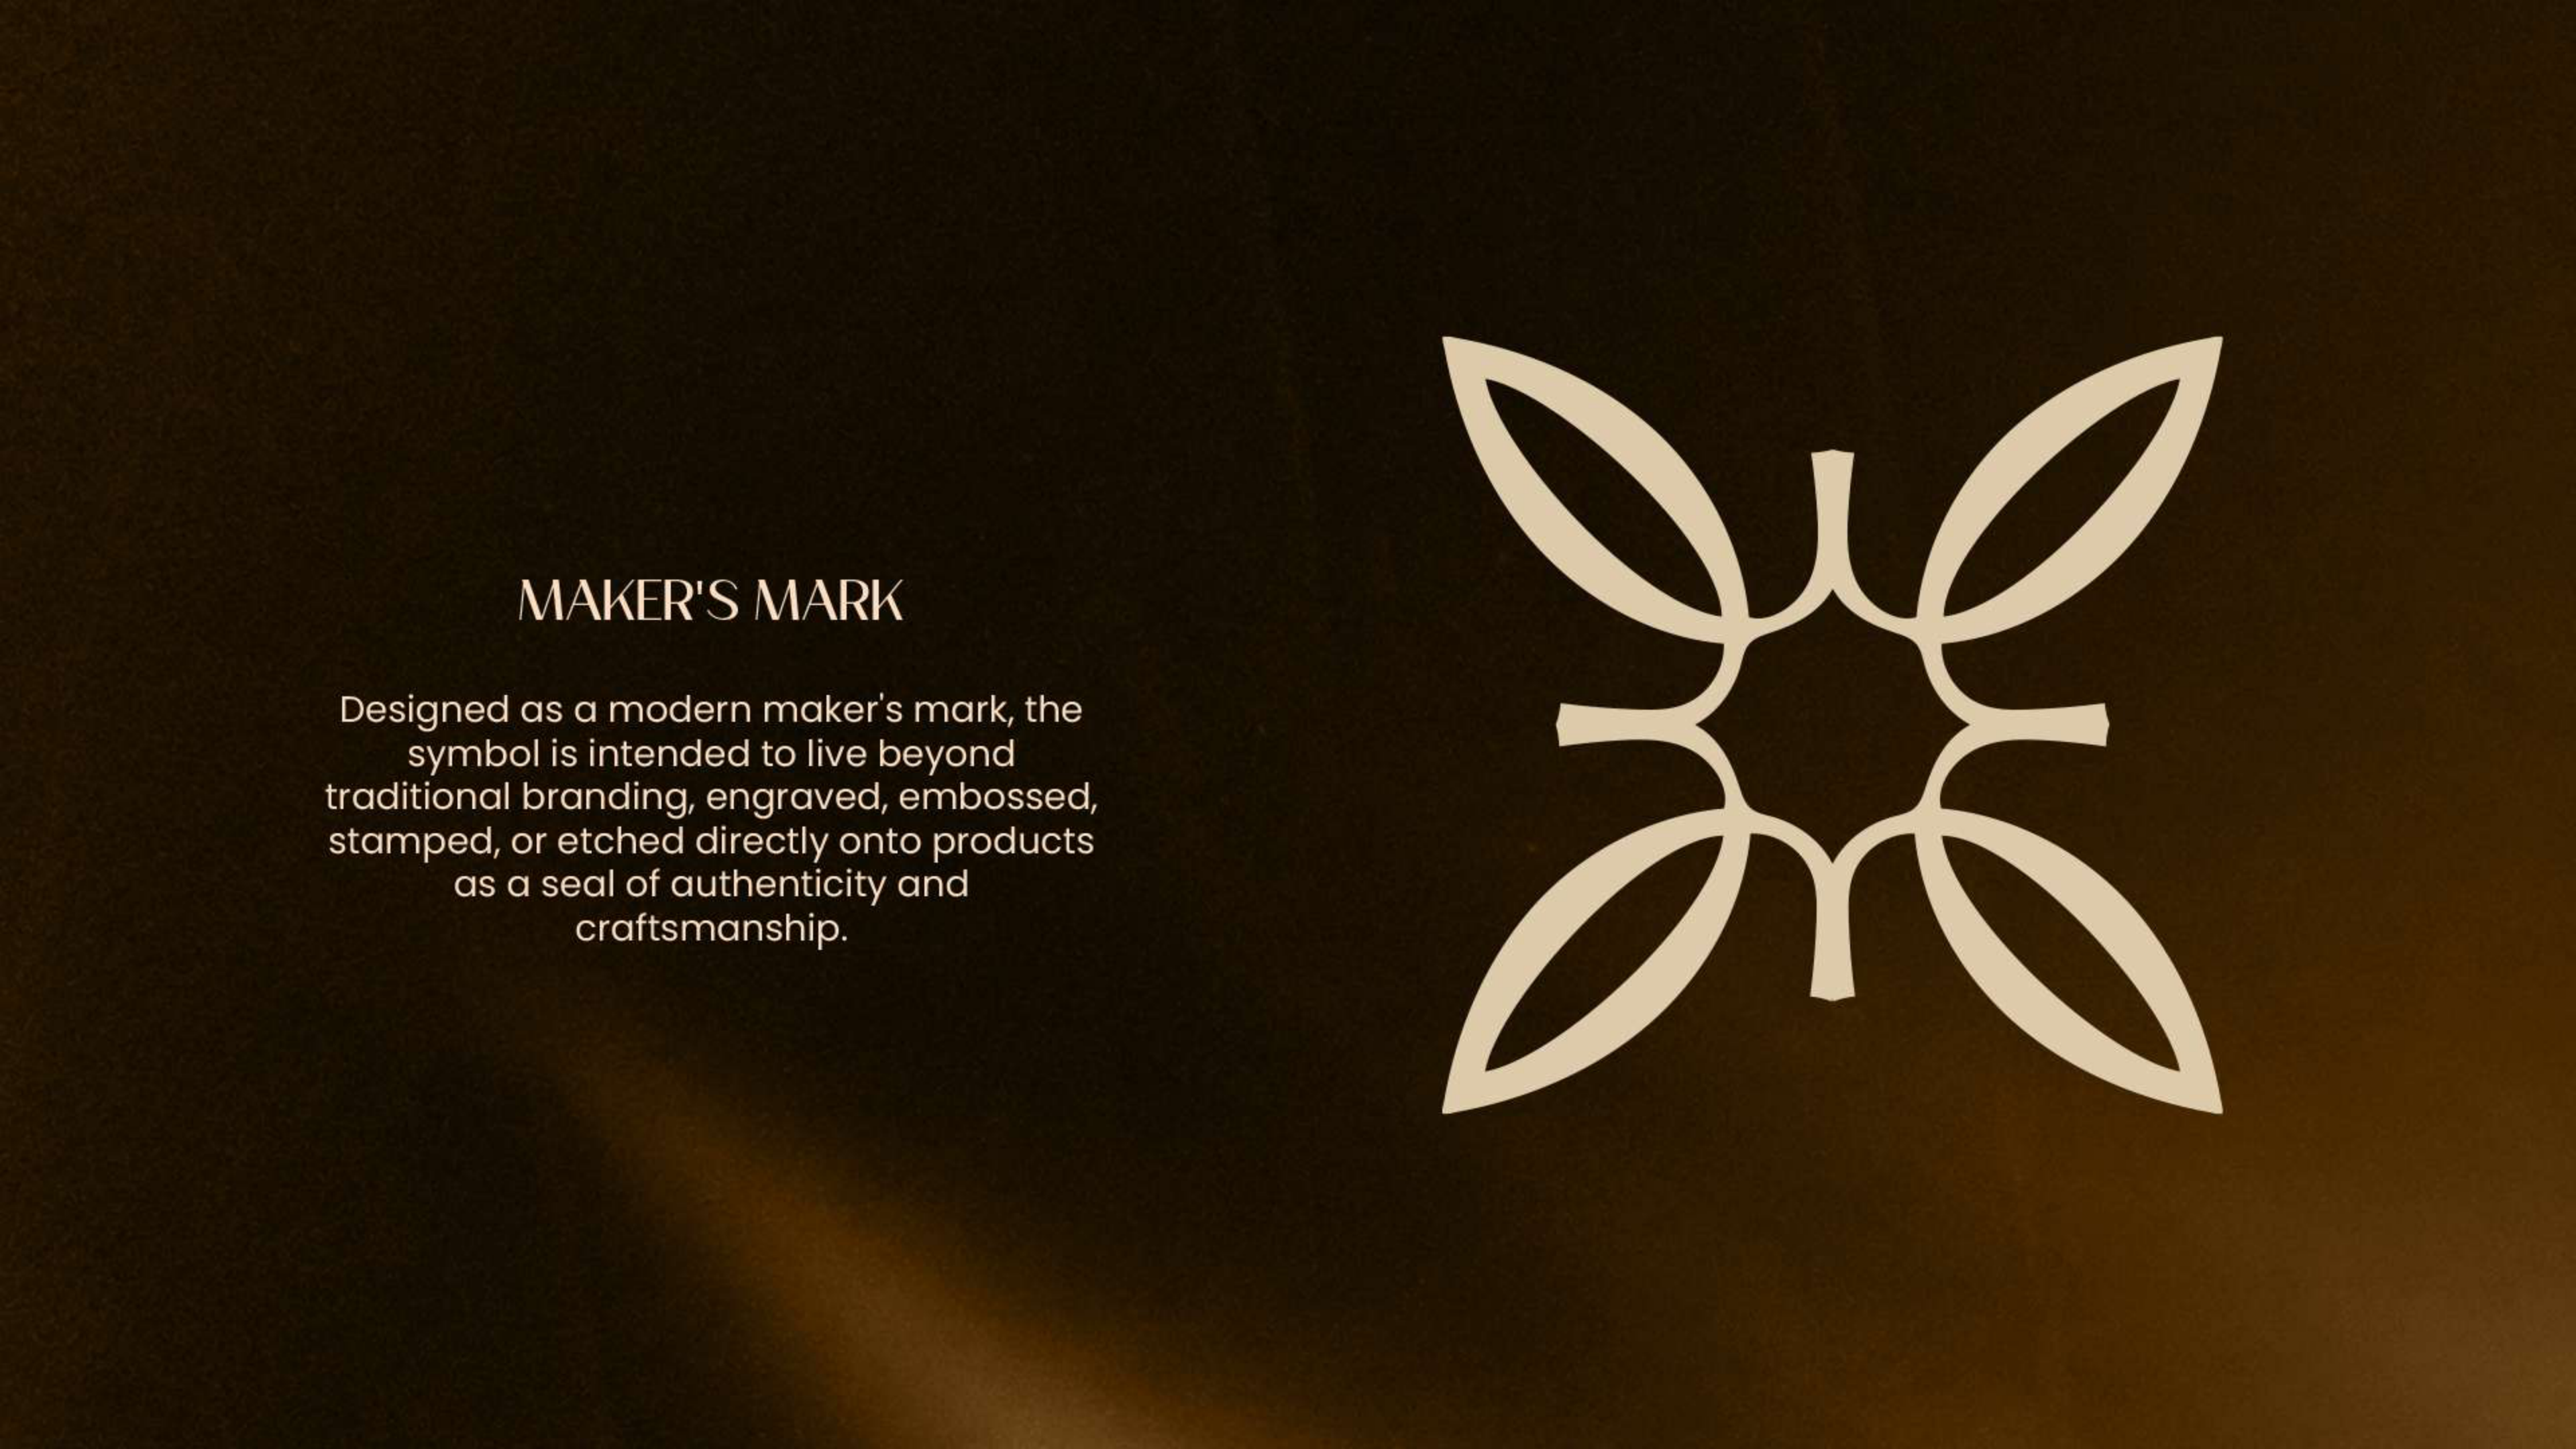 MAKER'S MARK
Designed as a modern maker's mark, the
symbol is intended to live beyond
traditional branding, engraved, embossed,
stamped, or etched directly onto products
as a seal of authenticity and
craftsmanship.